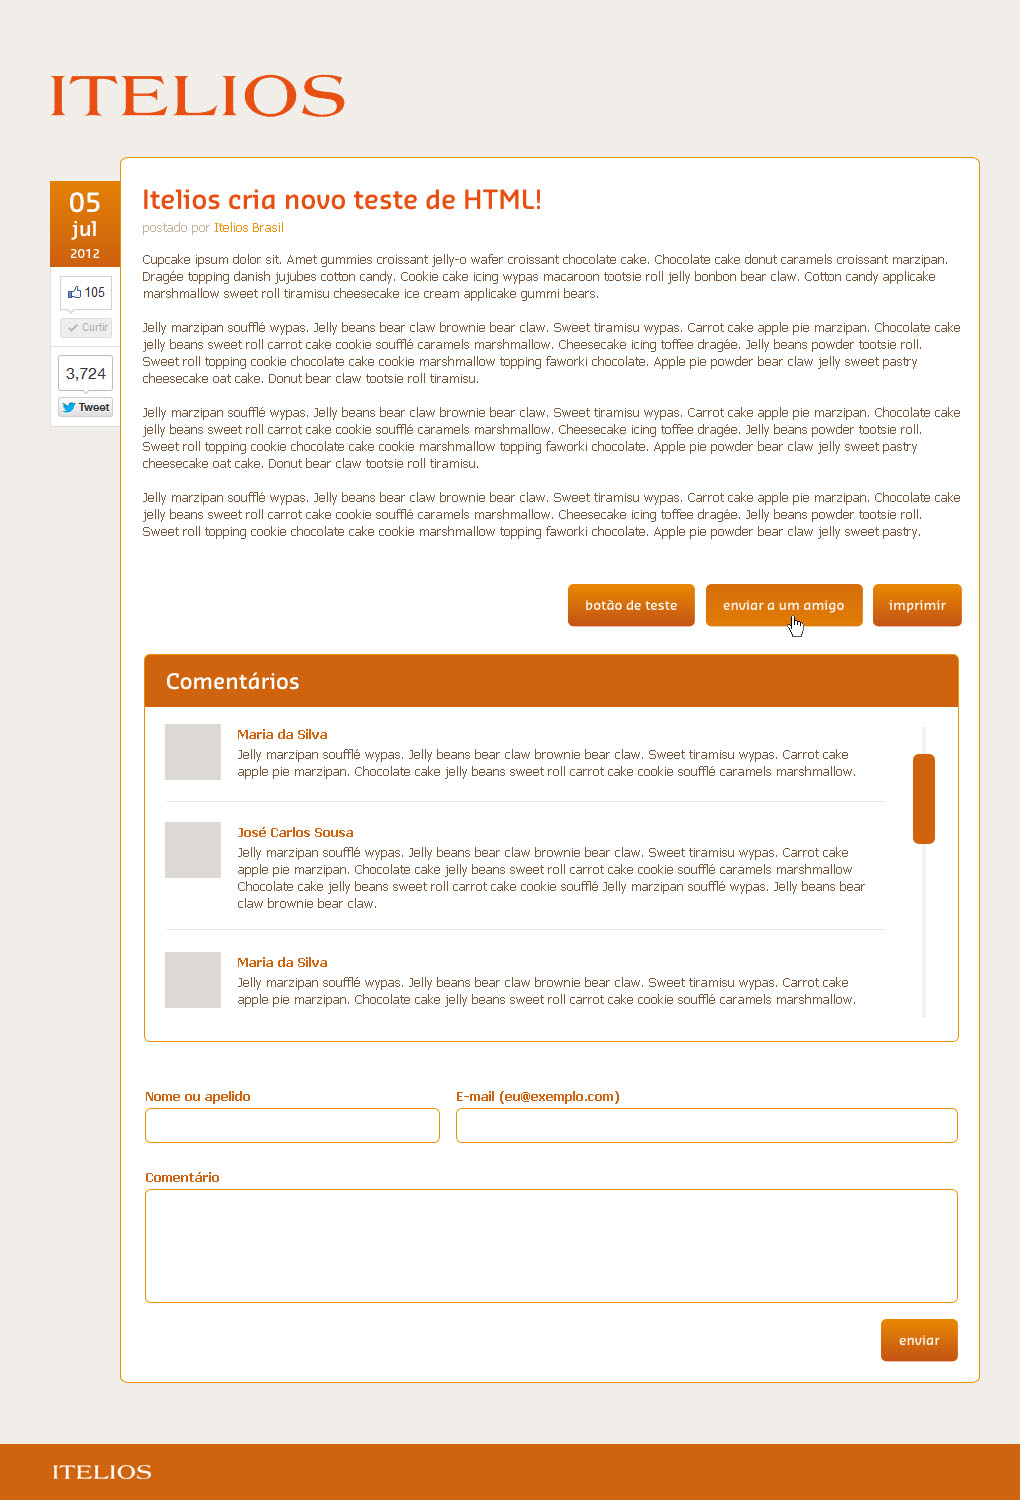 ITELIOS
05
jul
2012
105
Curtir
3,724
Tweet
Itelios cria novo teste de HTML!
postado por Itelios Brasil
Cupcake ipsum dolor sit. Amet gummies croissant jelly-o wafer croissant chocolate cake. Chocolate cake donut caramels croissant marzipan.
Dragée topping danish jujubes cotton candy. Cookie cake icing wypas macaroon tootsie roll jelly bonbon bear claw. Cotton candy applicake
marshmallow sweet roll tiramisu cheesecake ice cream applicake gummi bears.
Jelly marzipan soufflé wypas. Jelly beans bear claw brownie bear claw. Sweet tiramisu wypas. Carrot cake apple pie marzipan. Chocolate cake
jelly beans sweet roll carrot cake cookie soufflé caramels marshmallow. Cheesecake icing toffee dragée. Jelly beans powder tootsie roll.
Sweet roll topping cookie chocolate cake cookie marshmallow topping faworki chocolate. Apple pie powder bear claw jelly sweet pastry
cheesecake oat cake. Donut bear claw tootsie roll tiramisu.
Jelly marzipan soufflé wypas. Jelly beans bear claw brownie bear claw. Sweet tiramisu wypas. Carrot cake apple pie marzipan. Chocolate cake
jelly beans sweet roll carrot cake cookie soufflé caramels marshmallow. Cheesecake icing toffee dragée. Jelly beans powder tootsie roll.
Sweet roll topping cookie chocolate cake cookie marshmallow topping faworki chocolate. Apple pie powder bear claw jelly sweet pastry
cheesecake oat cake. Donut bear claw tootsie roll tiramisu.
Jelly marzipan soufflé wypas. Jelly beans bear claw brownie bear claw. Sweet tiramisu wypas. Carrot cake apple pie marzipan. Chocolate cake
jelly beans sweet roll carrot cake cookie soufflé caramels marshmallow. Cheesecake icing toffee dragée. Jelly beans powder tootsie roll.
Sweet roll topping cookie chocolate cake cookie marshmallow topping faworki chocolate. Apple pie powder bear claw jelly sweet pastry.
botão de teste
enviar a um amigo
imprimir
Comentários
Maria da Silva
Jelly marzipan soufflé wypas. Jelly beans bear claw brownie bear claw. Sweet tiramisu wypas. Carrot cake
apple pie marzipan. Chocolate cake jelly beans sweet roll carrot cake cookie soufflé caramels marshmallow.
José Carlos Sousa
Jelly marzipan soufflé wypas. Jelly beans bear claw brownie bear claw. Sweet tiramisu wypas. Carrot cake
apple pie marzipan. Chocolate cake jelly beans sweet roll carrot cake cookie soufflé caramels marshmallow
Chocolate cake jelly beans sweet roll carrot cake cookie soufflé Jelly marzipan soufflé wypas. Jelly beans bear
claw brownie bear claw.
Maria da Silva
Jelly marzipan soufflé wypas. Jelly beans bear claw brownie bear claw. Sweet tiramisu wypas. Carrot cake
apple pie marzipan. Chocolate cake jelly beans sweet roll carrot cake cookie soufflé caramels marshmallow.
Nome ou apelido
E-mail (eu@exemplo.com)
Comentário
enviar
ITELIOS